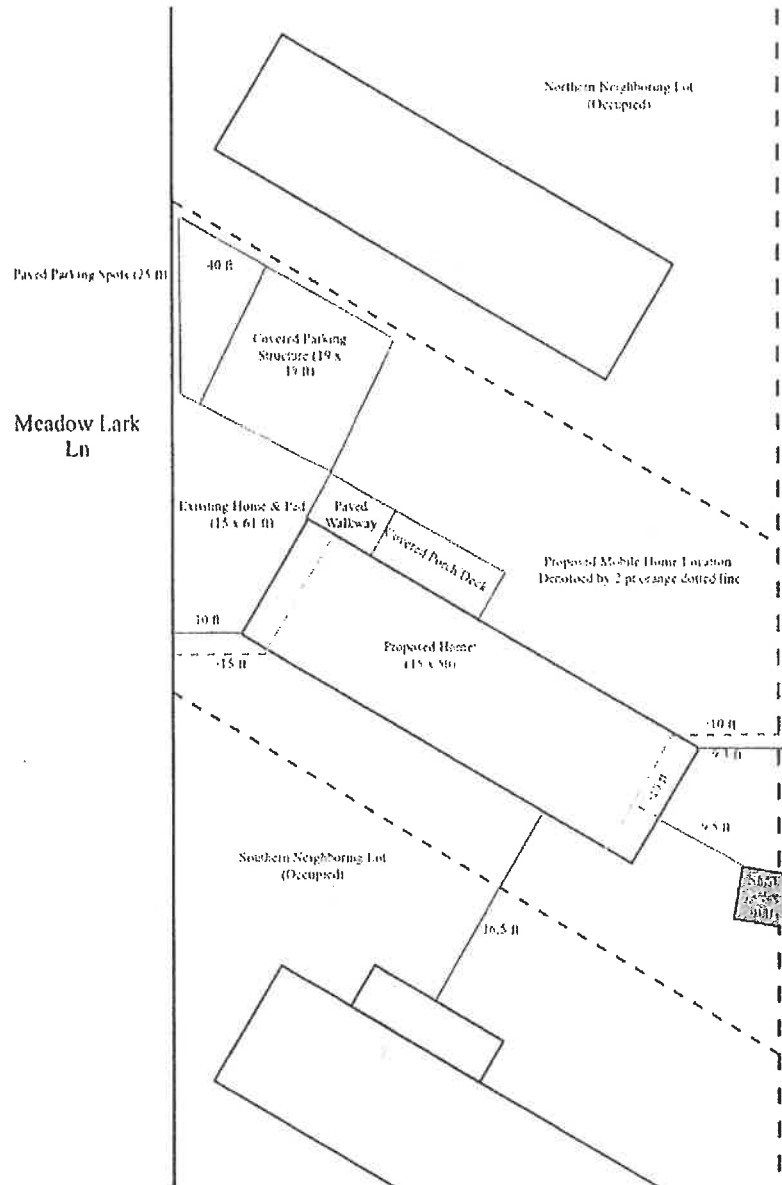 Northern Neighboring Lot
(Occupied)
Paved Parking Spots (25 ft)
40 ft
Covered Parking
Structure (19 x
19 ft)
Meadow Lark
Ln
Existing Home & Pad
(15 x 61 ft)
Paved
Walkway
Covered Porch Deck
Proposed Mobile Home Location
Denotoed by 2 pt orange dotted line
10 ft
~15 ft
Proposed Home
(15 x 50)
~10 ft
9.5 ft
Southern Neighboring Lot
(Occupied)
16.5 ft